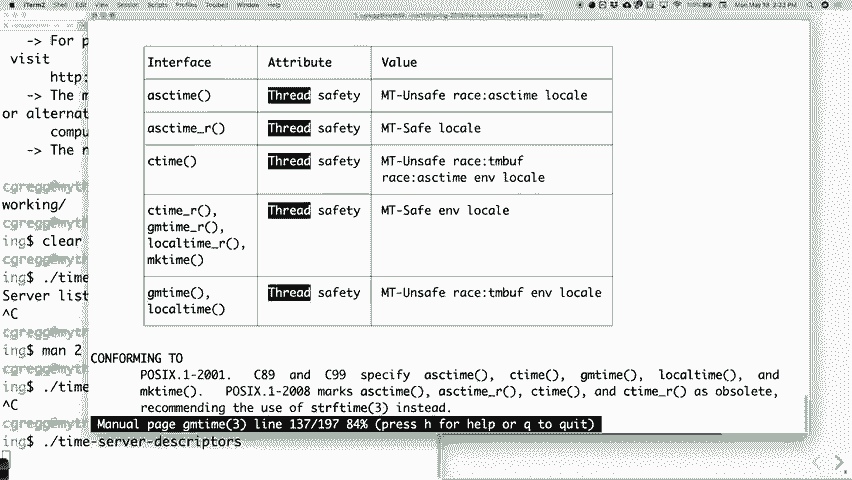 iTerm2 Shell Edit View Session Scripts Profiles Toolbelt Window Help
-> For p
visit
http:
-> The m
or alternat
compu
-> The n
cgregg@myth
working/
cgregg@myth
ing$ clear
cgregg@myth
ing$ ./time
Server list
^C
cgregg@myth
ing$ man 2
cgregg@myth
ing$ ./time
^C
cgregg@myth
ing$ ./time-server-descriptors
Interface Attribute Value
asctime() Thread safety MT-Unsafe race:asctime locale
asctime_r() Thread safety MT-Safe locale
ctime() Thread safety MT-Unsafe race:tmbuf
race:asctime env locale
ctime_r(), Thread safety MT-Safe env locale
gmtime_r(),
localtime_r(),
mktime()
gmtime(), Thread safety MT-Unsafe race:tmbuf env locale
localtime()
CONFORMING TO
POSIX.1-2001. C89 and C99 specify asctime(), ctime(), gmtime(), localtime(), and
mktime(). POSIX.1-2008 marks asctime(), asctime_r(), ctime(), and ctime_r() as obsolete,
recommending the use of strftime(3) instead.
Manual page gmtime(3) line 137/197 84% (press h for help or q to quit)